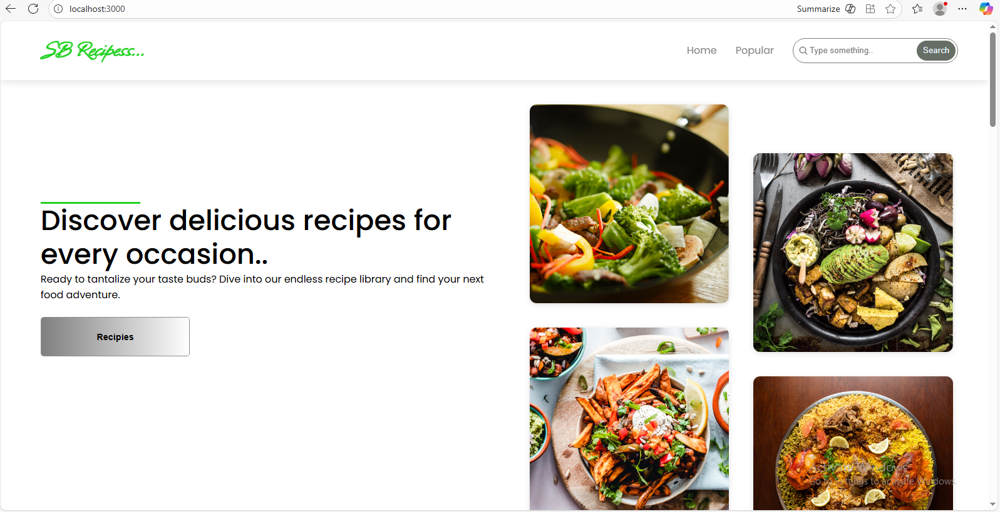 localhost:3000
Summarize
SB Recipess...
Home
Popular
Type something..
Search
Discover delicious recipes for
every occasion..
Ready to tantalize your taste buds? Dive into our endless recipe library and find your next
food adventure.
Recipies
Activate Windows
Go to Settings to activate Windows.